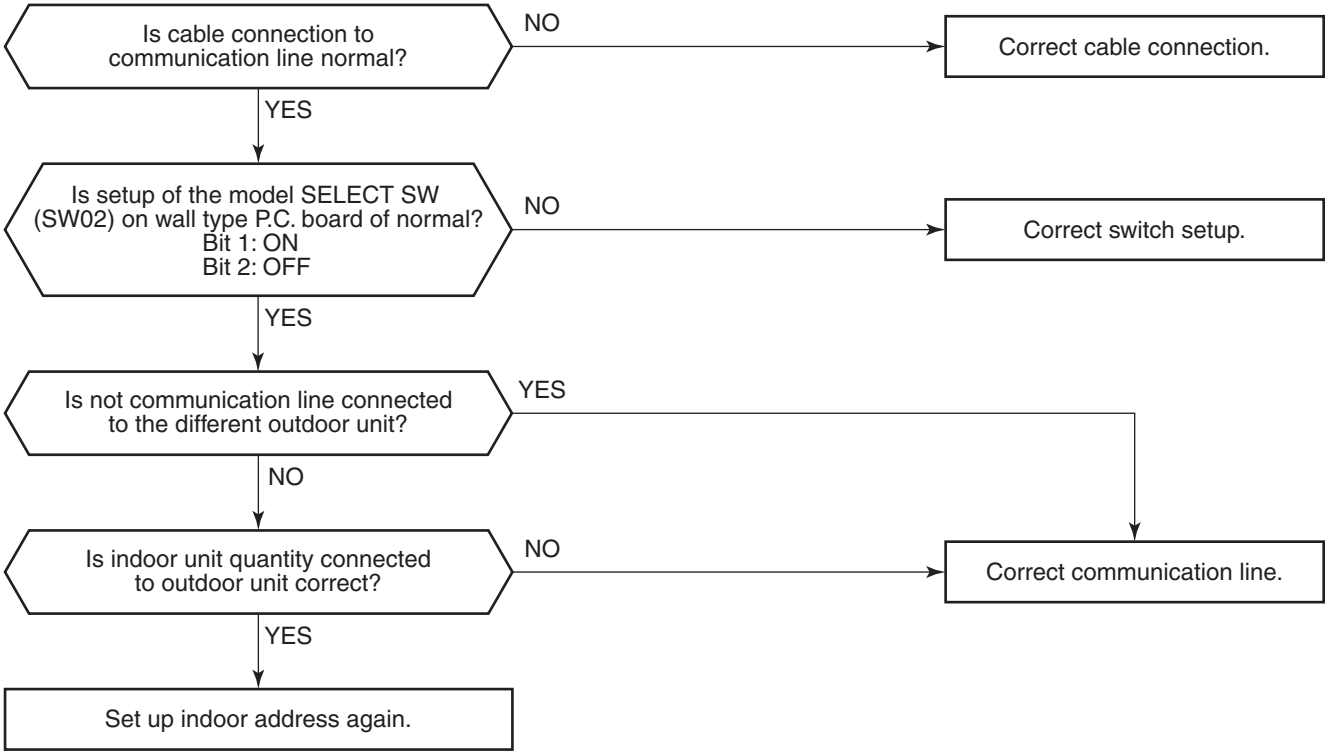 Is cable connection to
communication line normal?
NO
Correct cable connection.
YES
Is setup of the model SELECT SW
(SW02) on wall type P.C. board of normal?
Bit 1: ON
Bit 2: OFF
NO
Correct switch setup.
YES
Is not communication line connected
to the different outdoor unit?
YES
NO
Is indoor unit quantity connected
to outdoor unit correct?
NO
Correct communication line.
YES
Set up indoor address again.